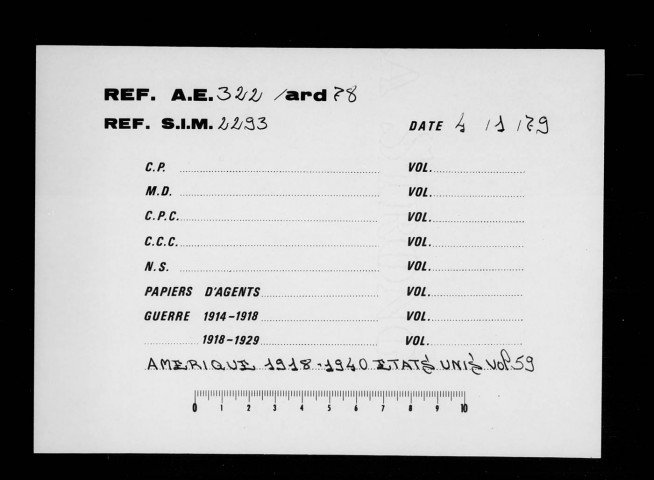 REF. A.E. 322 /ard 78
REF. S.I.M. 2293 DATE 4 / 1 / 79
C.P. VOL.
M.D. VOL.
C.P.C. VOL.
C.C.C. VOL.
N.S. VOL.
PAPIERS D'AGENTS VOL.
GUERRE 1914-1918 VOL.
1918-1929 VOL.
AMERIQUE 1918-1940 ETATS UNIS Vol. 59
0 1 2 3 4 5 6 7 8 9 10